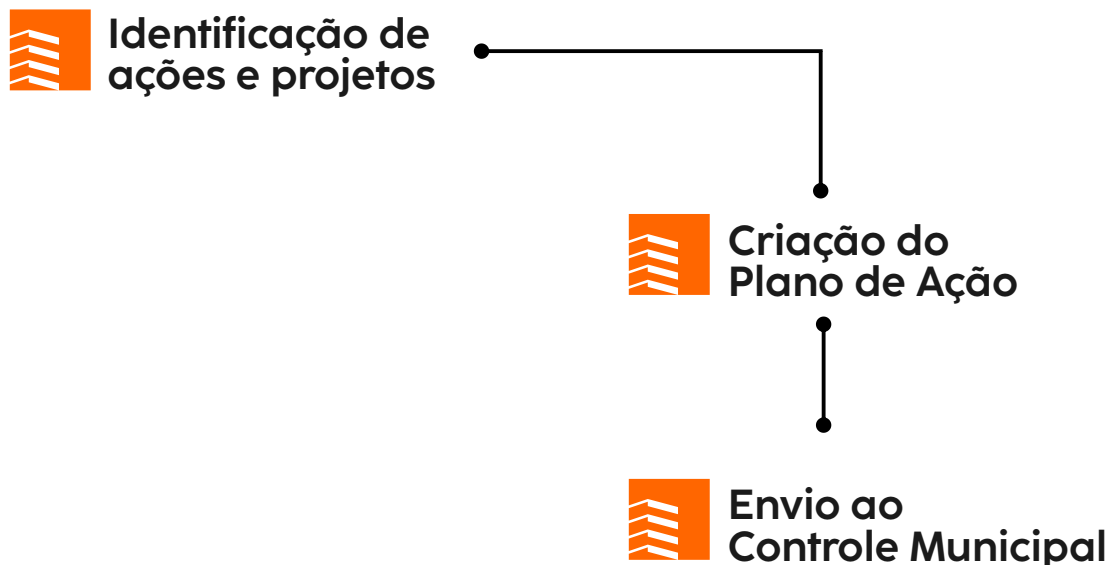 Identificação de
ações e projetos
Criação do
Plano de Ação
Envio ao
Controle Municipal